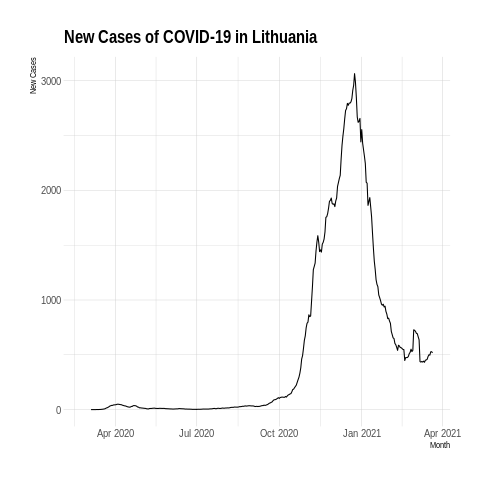 New Cases of COVID-19 in Lithuania
New Cases
3000
2000
1000
0
Apr 2020
Jul 2020
Oct 2020
Jan 2021
Apr 2021
Month